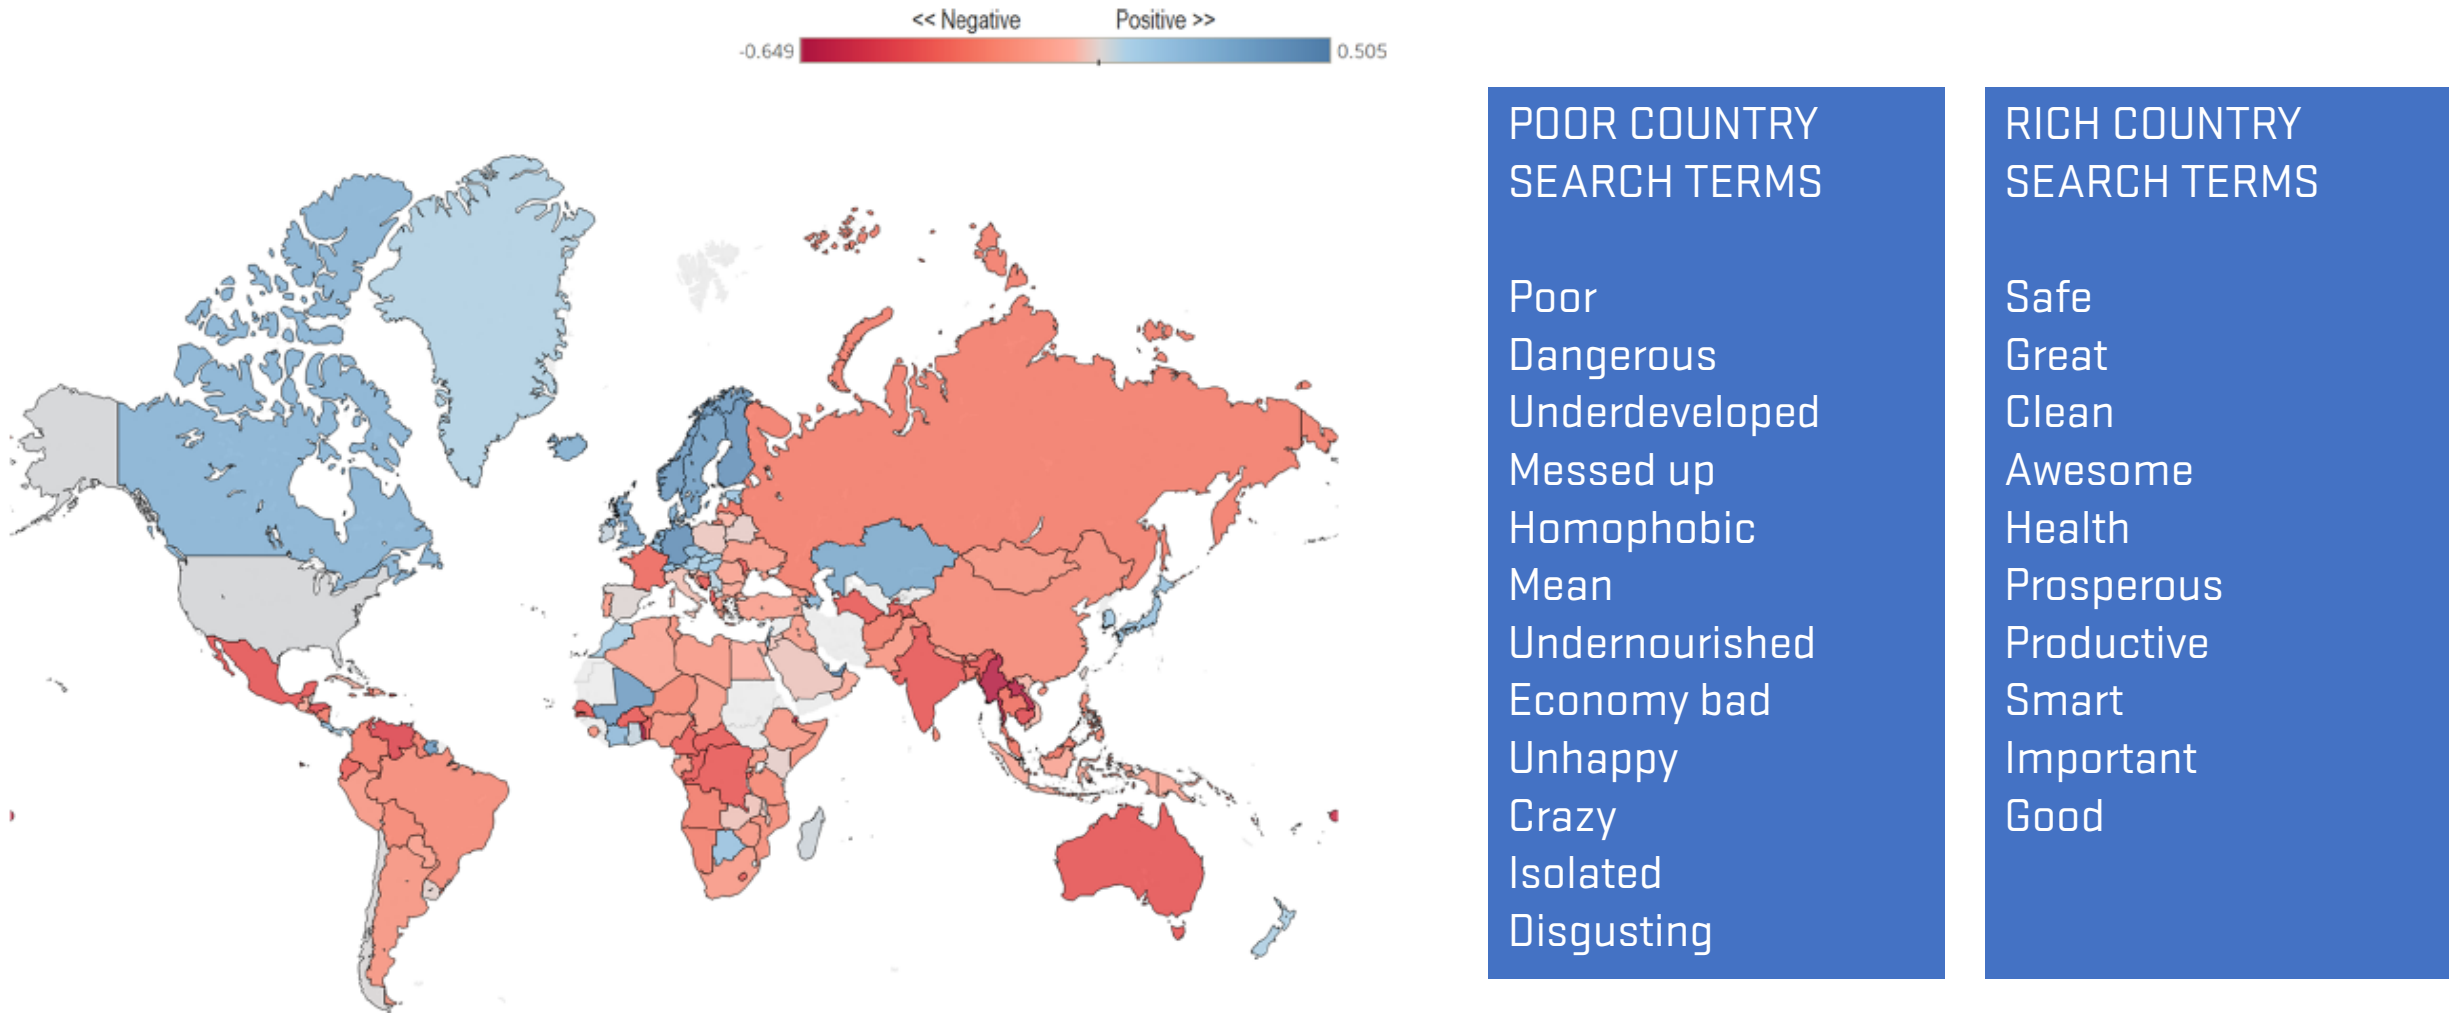 << Negative Positive >>
-0.649 0.505
POOR COUNTRY
SEARCH TERMS
Poor
Dangerous
Underdeveloped
Messed up
Homophobic
Mean
Undernourished
Economy bad
Unhappy
Crazy
Isolated
Disgusting
RICH COUNTRY
SEARCH TERMS
Safe
Great
Clean
Awesome
Health
Prosperous
Productive
Smart
Important
Good